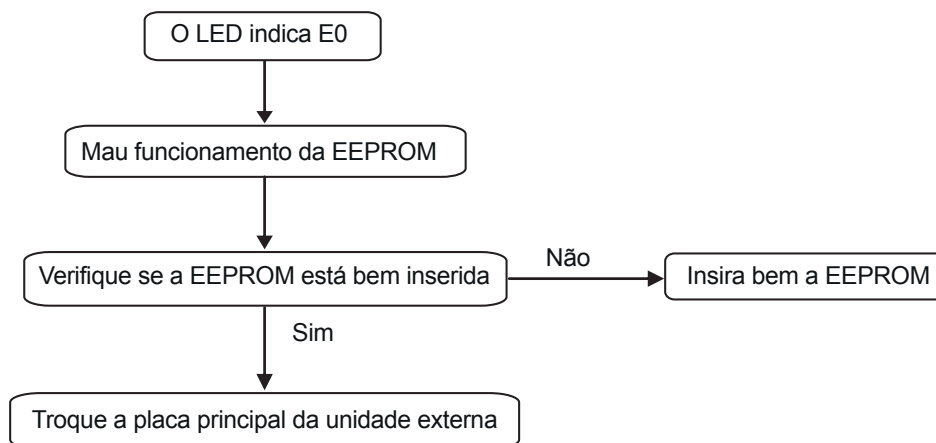 O LED indica E0
Mau funcionamento da EEPROM
Verifique se a EEPROM está bem inserida
Não
Insira bem a EEPROM
Sim
Troque a placa principal da unidade externa